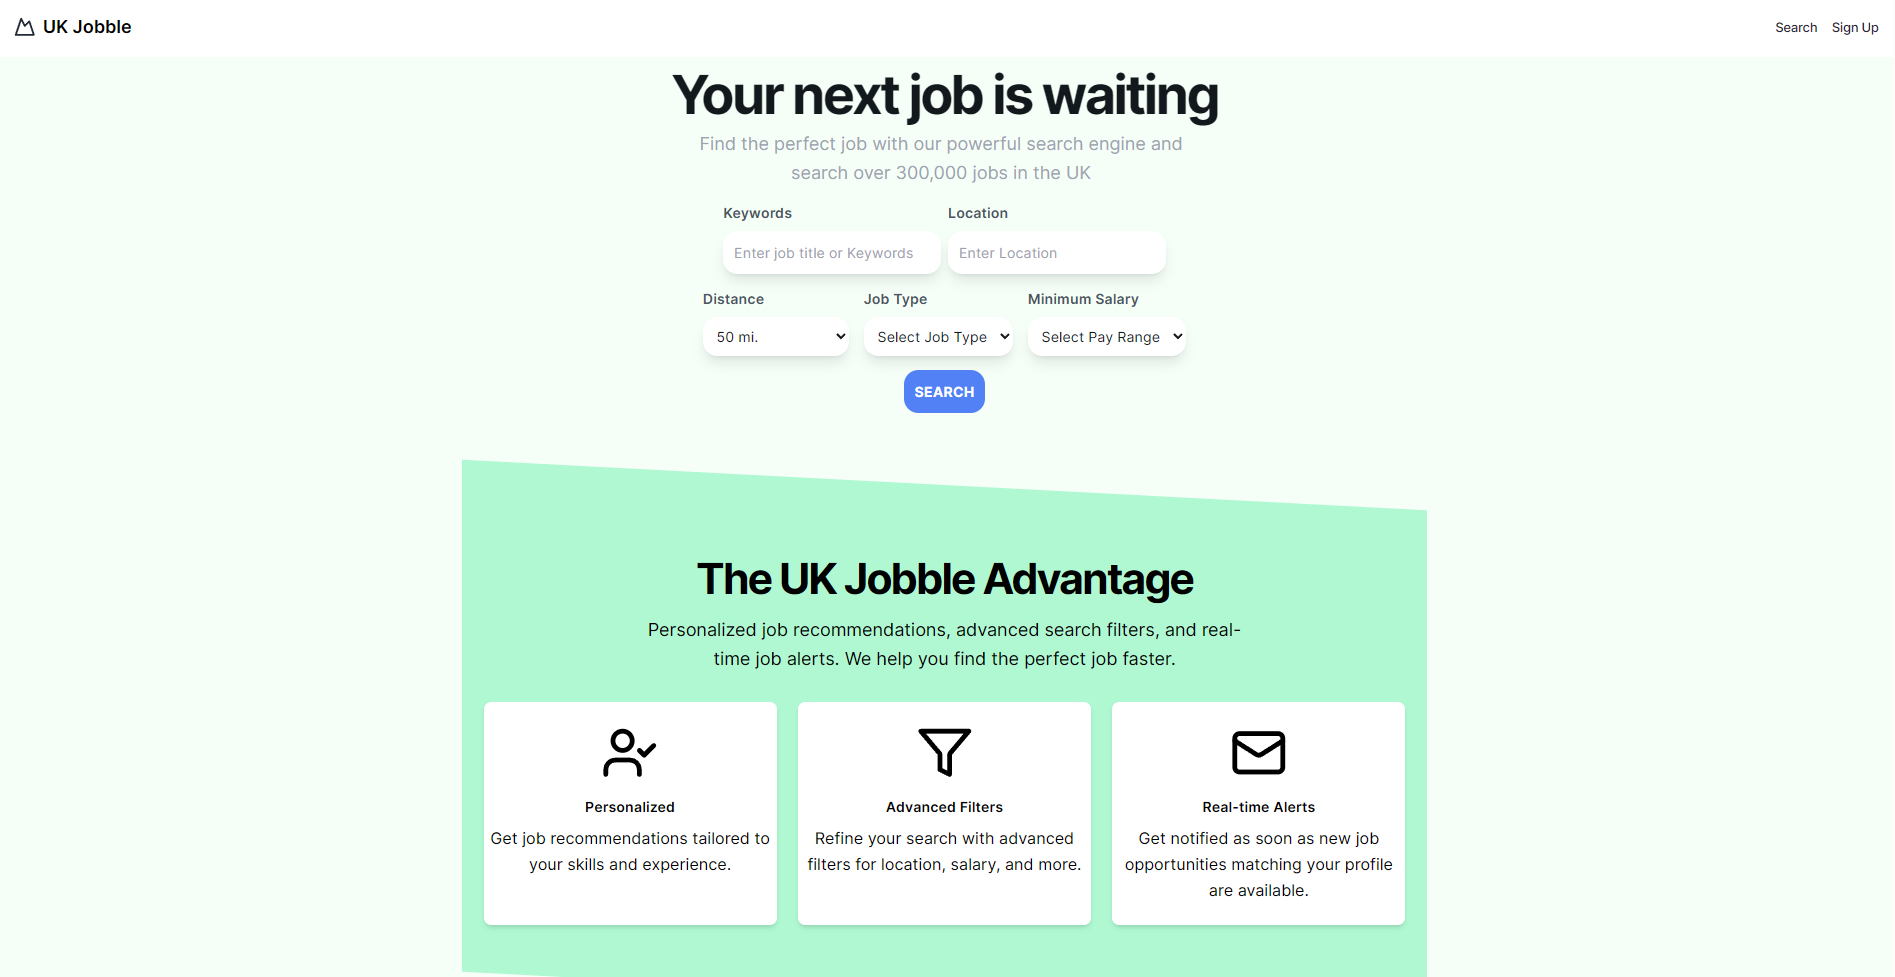 UK Jobble
Search
Sign Up
Your next job is waiting
Find the perfect job with our powerful search engine and
search over 300,000 jobs in the UK
Keywords
Location
Enter job title or Keywords
Enter Location
Distance
Job Type
Minimum Salary
50 mi.
Select Job Type
Select Pay Range
SEARCH
The UK Jobble Advantage
Personalized job recommendations, advanced search filters, and real-
time job alerts. We help you find the perfect job faster.
Personalized
Get job recommendations tailored to
your skills and experience.
Advanced Filters
Refine your search with advanced
filters for location, salary, and more.
Real-time Alerts
Get notified as soon as new job
opportunities matching your profile
are available.